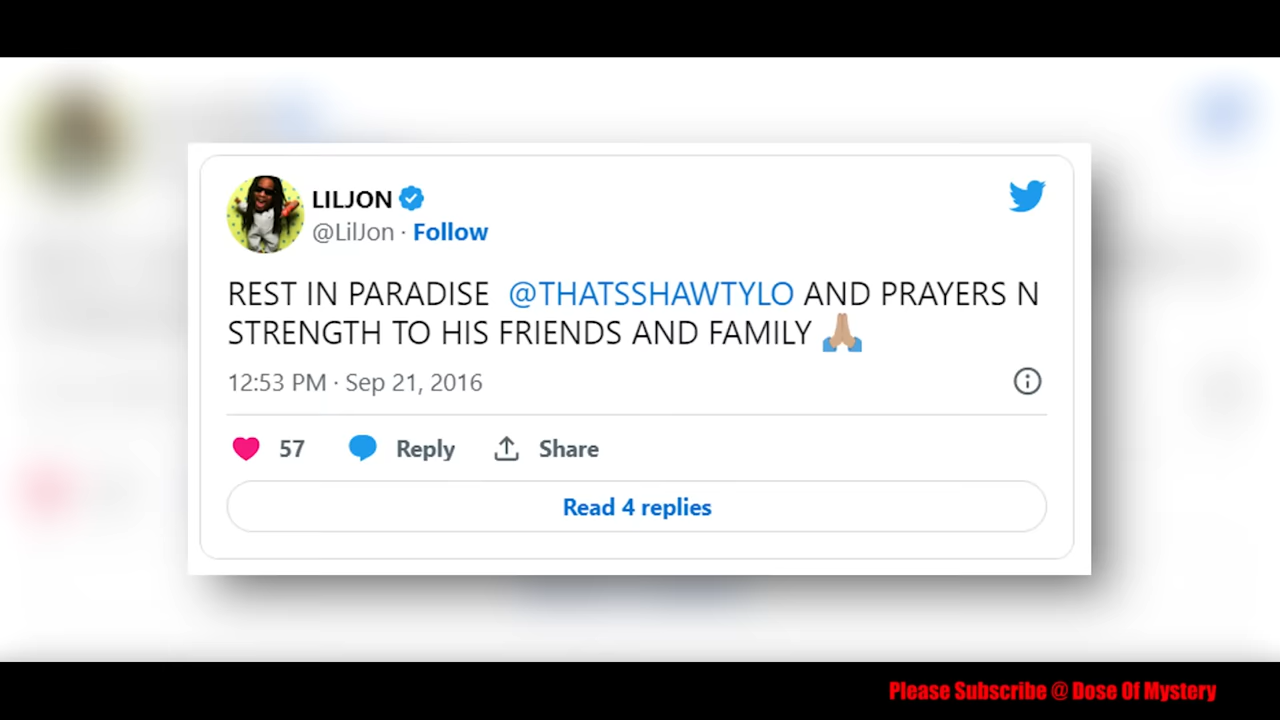 LILJON
@LilJon · Follow
REST IN PARADISE @THATSSHAWTYLO AND PRAYERS N
STRENGTH TO HIS FRIENDS AND FAMILY 🙏🏽
12:53 PM · Sep 21, 2016
57 Reply Share
Read 4 replies
Please Subscribe @ Dose Of Mystery